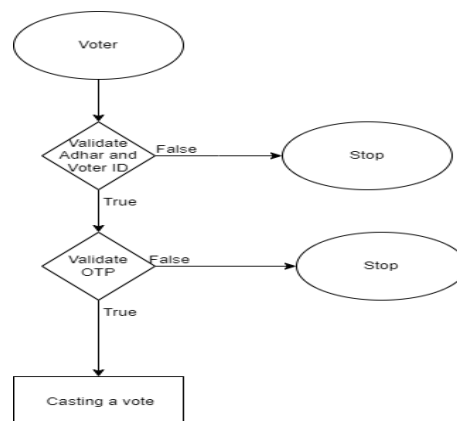 Voter
Validate
Adhar and
Voter ID
False
Stop
True
Validate
OTP
False
Stop
True
Casting a vote